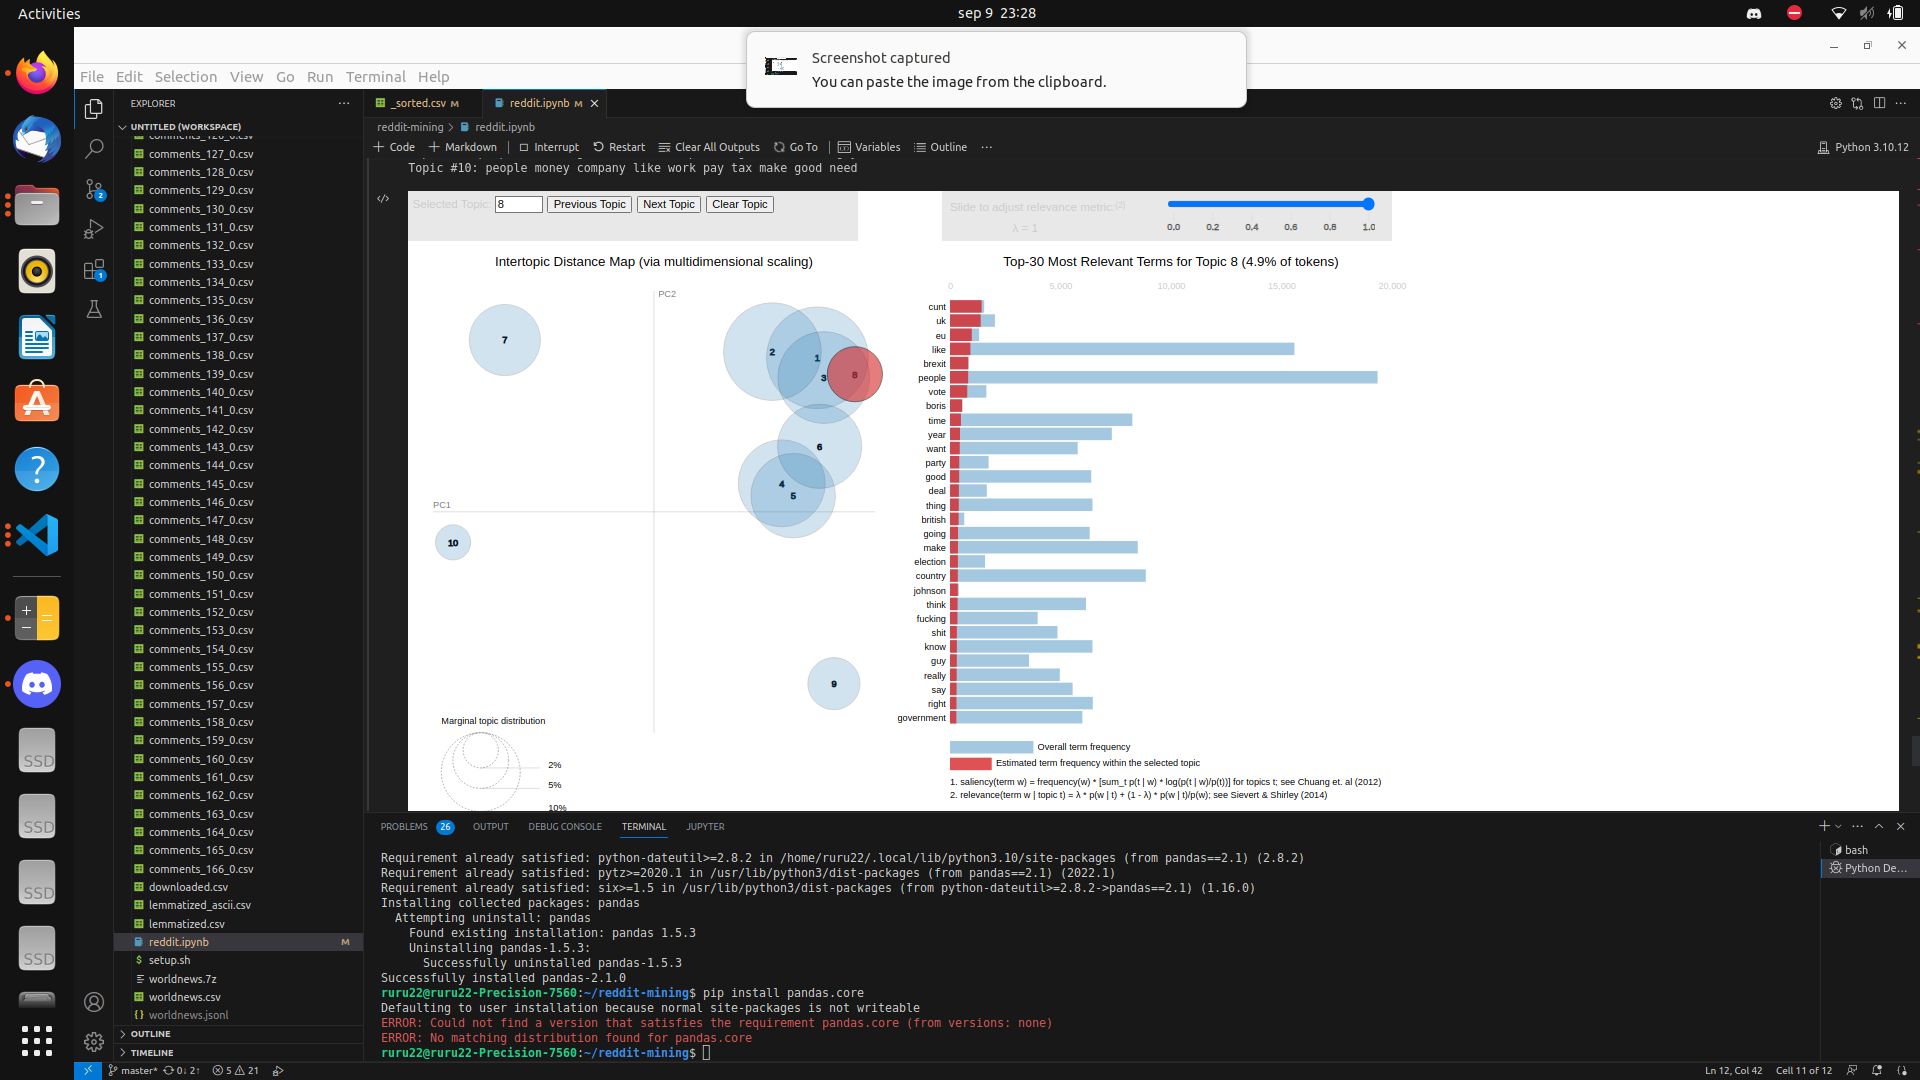 Activities
sep 9 23:28
Screenshot captured
You can paste the image from the clipboard.
File Edit Selection View Go Run Terminal Help
EXPLORER
_sorted.csv M
reddit.ipynb M
UNTITLED (WORKSPACE)
reddit-mining > reddit.ipynb
Code Markdown Interrupt Restart Clear All Outputs Go To Variables Outline
Python 3.10.12
comments_126_0.csv
comments_127_0.csv
comments_128_0.csv
comments_129_0.csv
comments_130_0.csv
comments_131_0.csv
comments_132_0.csv
comments_133_0.csv
comments_134_0.csv
comments_135_0.csv
comments_136_0.csv
comments_137_0.csv
comments_138_0.csv
comments_139_0.csv
comments_140_0.csv
comments_141_0.csv
comments_142_0.csv
comments_143_0.csv
comments_144_0.csv
comments_145_0.csv
comments_146_0.csv
comments_147_0.csv
comments_148_0.csv
comments_149_0.csv
comments_150_0.csv
comments_151_0.csv
comments_152_0.csv
comments_153_0.csv
comments_154_0.csv
comments_155_0.csv
comments_156_0.csv
comments_157_0.csv
comments_158_0.csv
comments_159_0.csv
comments_160_0.csv
comments_161_0.csv
comments_162_0.csv
comments_163_0.csv
comments_164_0.csv
comments_165_0.csv
comments_166_0.csv
downloaded.csv
lemmatized_ascii.csv
lemmatized.csv
reddit.ipynb M
setup.sh
worldnews.7z
worldnews.csv
worldnews.jsonl
OUTLINE
TIMELINE
2
1
SSD
SSD
SSD
SSD
Topic #10: people money company like work pay tax make good need
Selected Topic: 8 Previous Topic Next Topic Clear Topic
Slide to adjust relevance metric:(2)
λ = 1
0.0 0.2 0.4 0.6 0.8 1.0
Intertopic Distance Map (via multidimensional scaling)
PC2
PC1
7
2
1
3
8
6
4
5
10
9
Marginal topic distribution
2%
5%
10%
Top-30 Most Relevant Terms for Topic 8 (4.9% of tokens)
0 5,000 10,000 15,000 20,000
cunt
uk
eu
like
brexit
people
vote
boris
time
year
want
party
good
deal
thing
british
going
make
election
country
johnson
think
fucking
shit
know
guy
really
say
right
government
Overall term frequency
Estimated term frequency within the selected topic
1. saliency(term w) = frequency(w) * [sum_t p(t | w) * log(p(t | w)/p(t))] for topics t; see Chuang et. al (2012)
2. relevance(term w | topic t) = λ * p(w | t) + (1 - λ) * p(w | t)/p(w); see Sievert & Shirley (2014)
PROBLEMS 26 OUTPUT DEBUG CONSOLE TERMINAL JUPYTER
Requirement already satisfied: python-dateutil>=2.8.2 in /home/ruru22/.local/lib/python3.10/site-packages (from pandas==2.1) (2.8.2)
Requirement already satisfied: pytz>=2020.1 in /usr/lib/python3/dist-packages (from pandas==2.1) (2022.1)
Requirement already satisfied: six>=1.5 in /usr/lib/python3/dist-packages (from python-dateutil>=2.8.2->pandas==2.1) (1.16.0)
Installing collected packages: pandas
Attempting uninstall: pandas
Found existing installation: pandas 1.5.3
Uninstalling pandas-1.5.3:
Successfully uninstalled pandas-1.5.3
Successfully installed pandas-2.1.0
ruru22@ruru22-Precision-7560:~/reddit-mining$ pip install pandas.core
Defaulting to user installation because normal site-packages is not writeable
ERROR: Could not find a version that satisfies the requirement pandas.core (from versions: none)
ERROR: No matching distribution found for pandas.core
ruru22@ruru22-Precision-7560:~/reddit-mining$
bash
Python De...
master* 0↓ 2↑ 5 21
Ln 12, Col 42 Cell 11 of 12